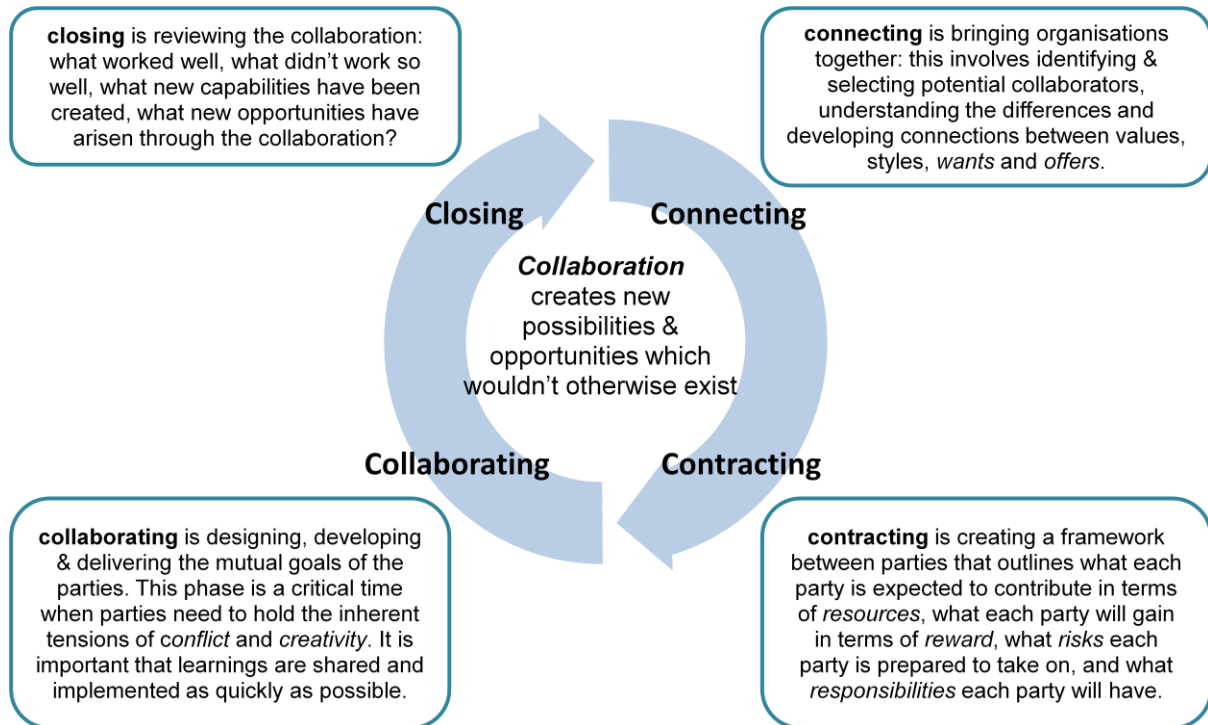 closing is reviewing the collaboration:
what worked well, what didn't work so
well, what new capabilities have been
created, what new opportunities have
arisen through the collaboration?
connecting is bringing organisations
together: this involves identifying &
selecting potential collaborators,
understanding the differences and
developing connections between values,
styles, wants and offers.
Closing
Connecting
Collaboration
creates new
possibilities &
opportunities which
wouldn't otherwise exist
Collaborating
Contracting
collaborating is designing, developing
& delivering the mutual goals of the
parties. This phase is a critical time
when parties need to hold the inherent
tensions of conflict and creativity. It is
important that learnings are shared and
implemented as quickly as possible.
contracting is creating a framework
between parties that outlines what each
party is expected to contribute in terms
of resources, what each party will gain
in terms of reward, what risks each
party is prepared to take on, and what
responsibilities each party will have.